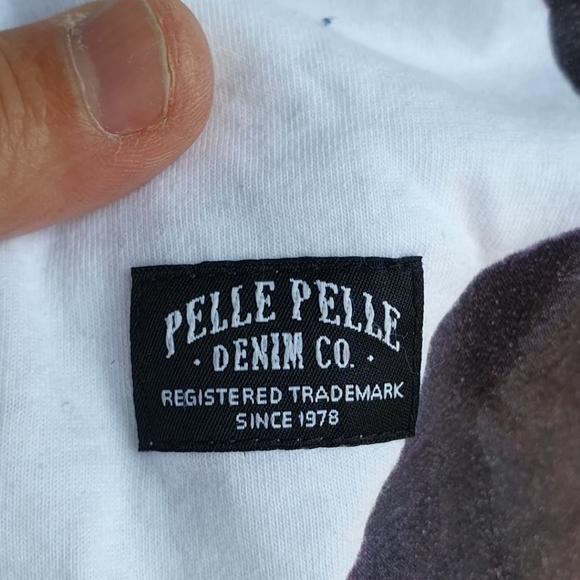 PELLE PELLE
· DENIM CO. ·
REGISTERED TRADEMARK
SINCE 1978